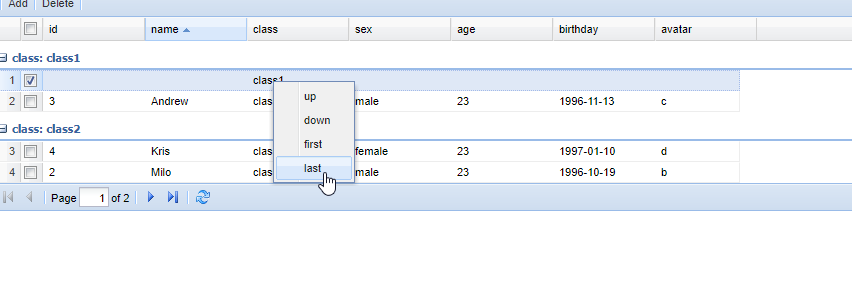 Add Delete
id name class sex age birthday avatar
class: class1
1 class1
2 3 Andrew clas male 23 1996-11-13 c
class: class2
3 4 Kris clas female 23 1997-01-10 d
4 2 Milo clas male 23 1996-10-19 b
up
down
first
last
Page 1 of 2